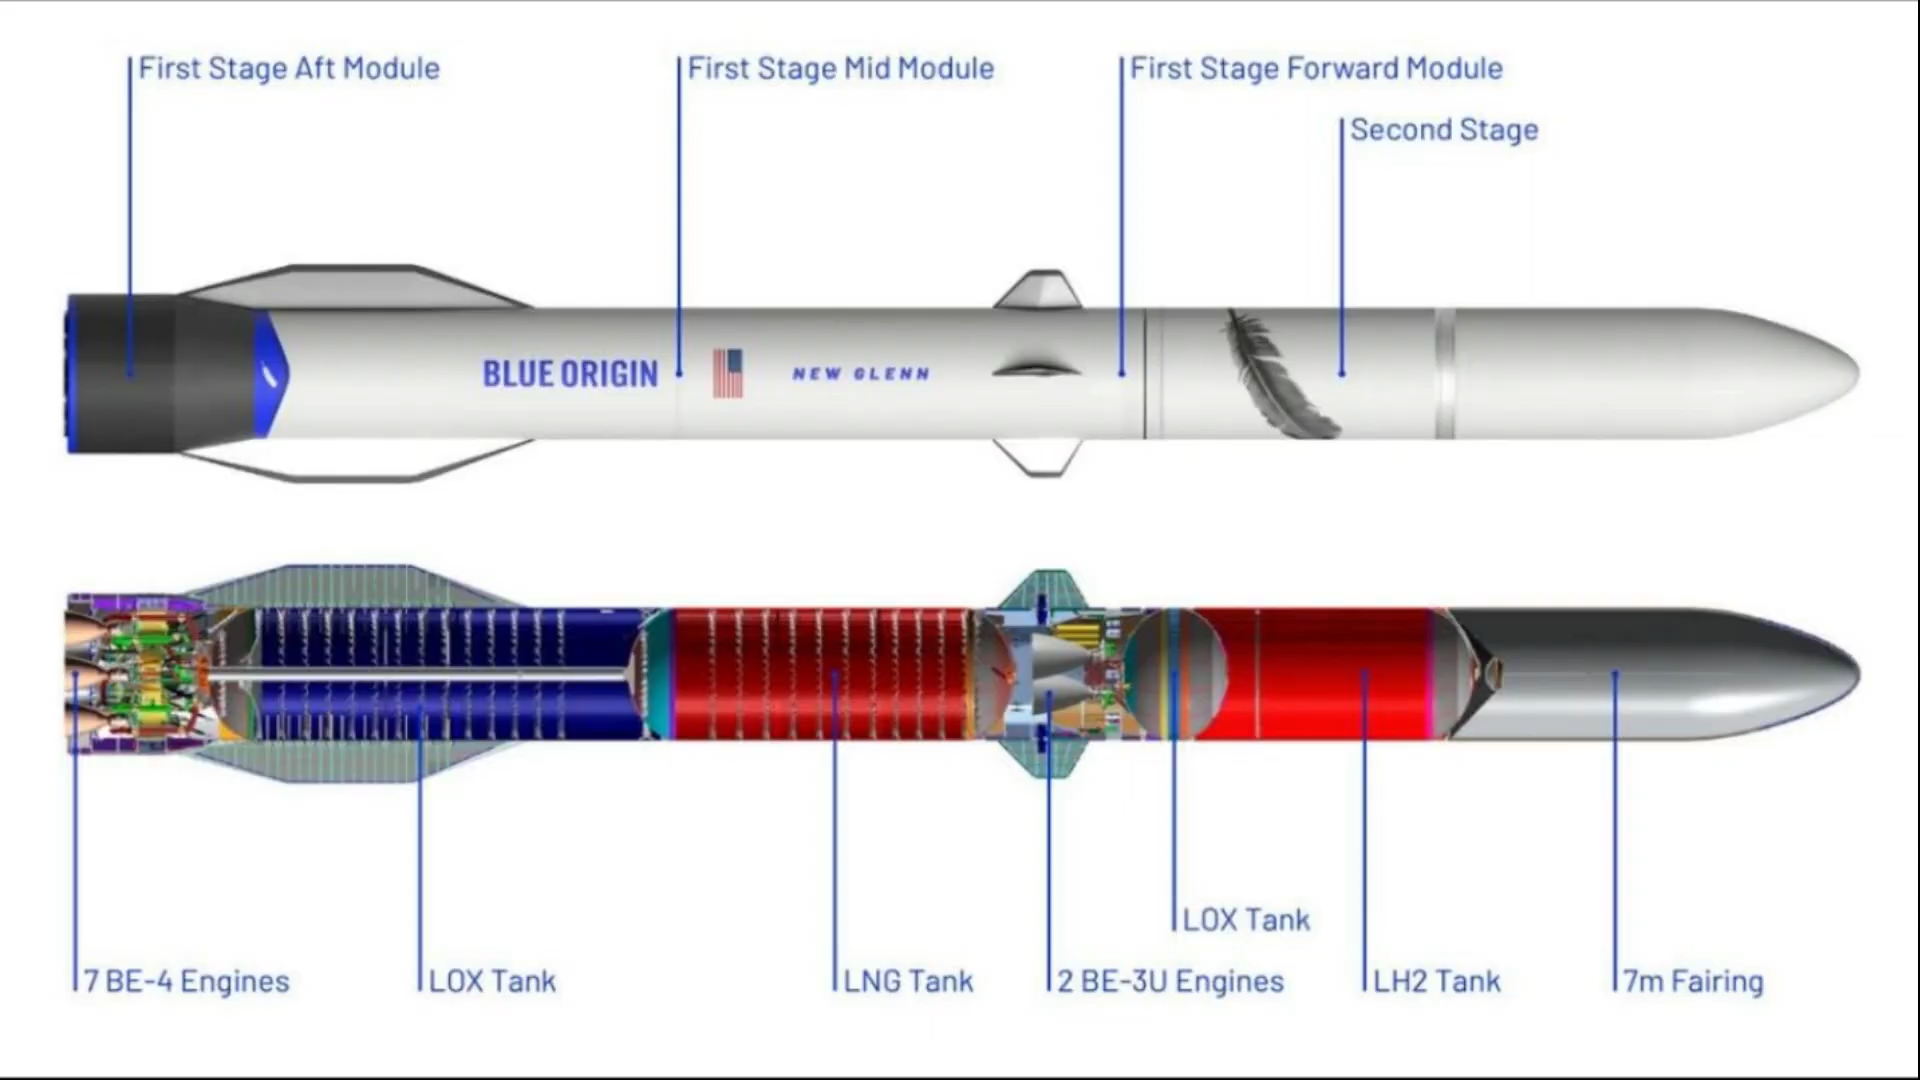 First Stage Aft Module
First Stage Mid Module
First Stage Forward Module
Second Stage
BLUE ORIGIN
NEW GLENN
LOX Tank
7 BE-4 Engines
LOX Tank
LNG Tank
2 BE-3U Engines
LH2 Tank
7m Fairing